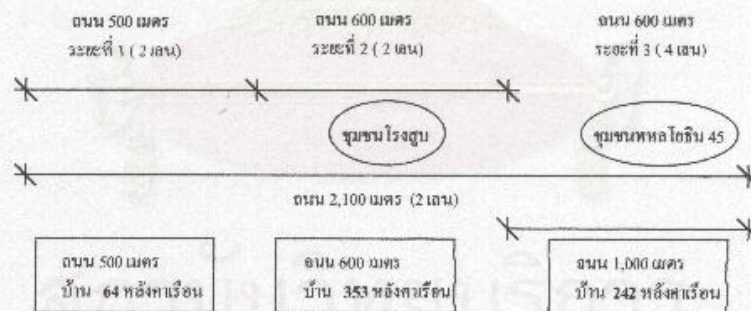 ถนน 500 เมตร
ระยะที่ 1 ( 2 เลน)
ถนน 600 เมตร
ระยะที่ 2 ( 2 เลน)
ถนน 600 เมตร
ระยะที่ 3 ( 4 เลน)
ชุมชนโรงสูบ
ชุมชนพหลโยธิน 45
ถนน 2,100 เมตร (2 เลน)
ถนน 500 เมตร
บ้าน 64 หลังคาเรือน
ถนน 600 เมตร
บ้าน 353 หลังคาเรือน
ถนน 1,000 เมตร
บ้าน 242 หลังคาเรือน